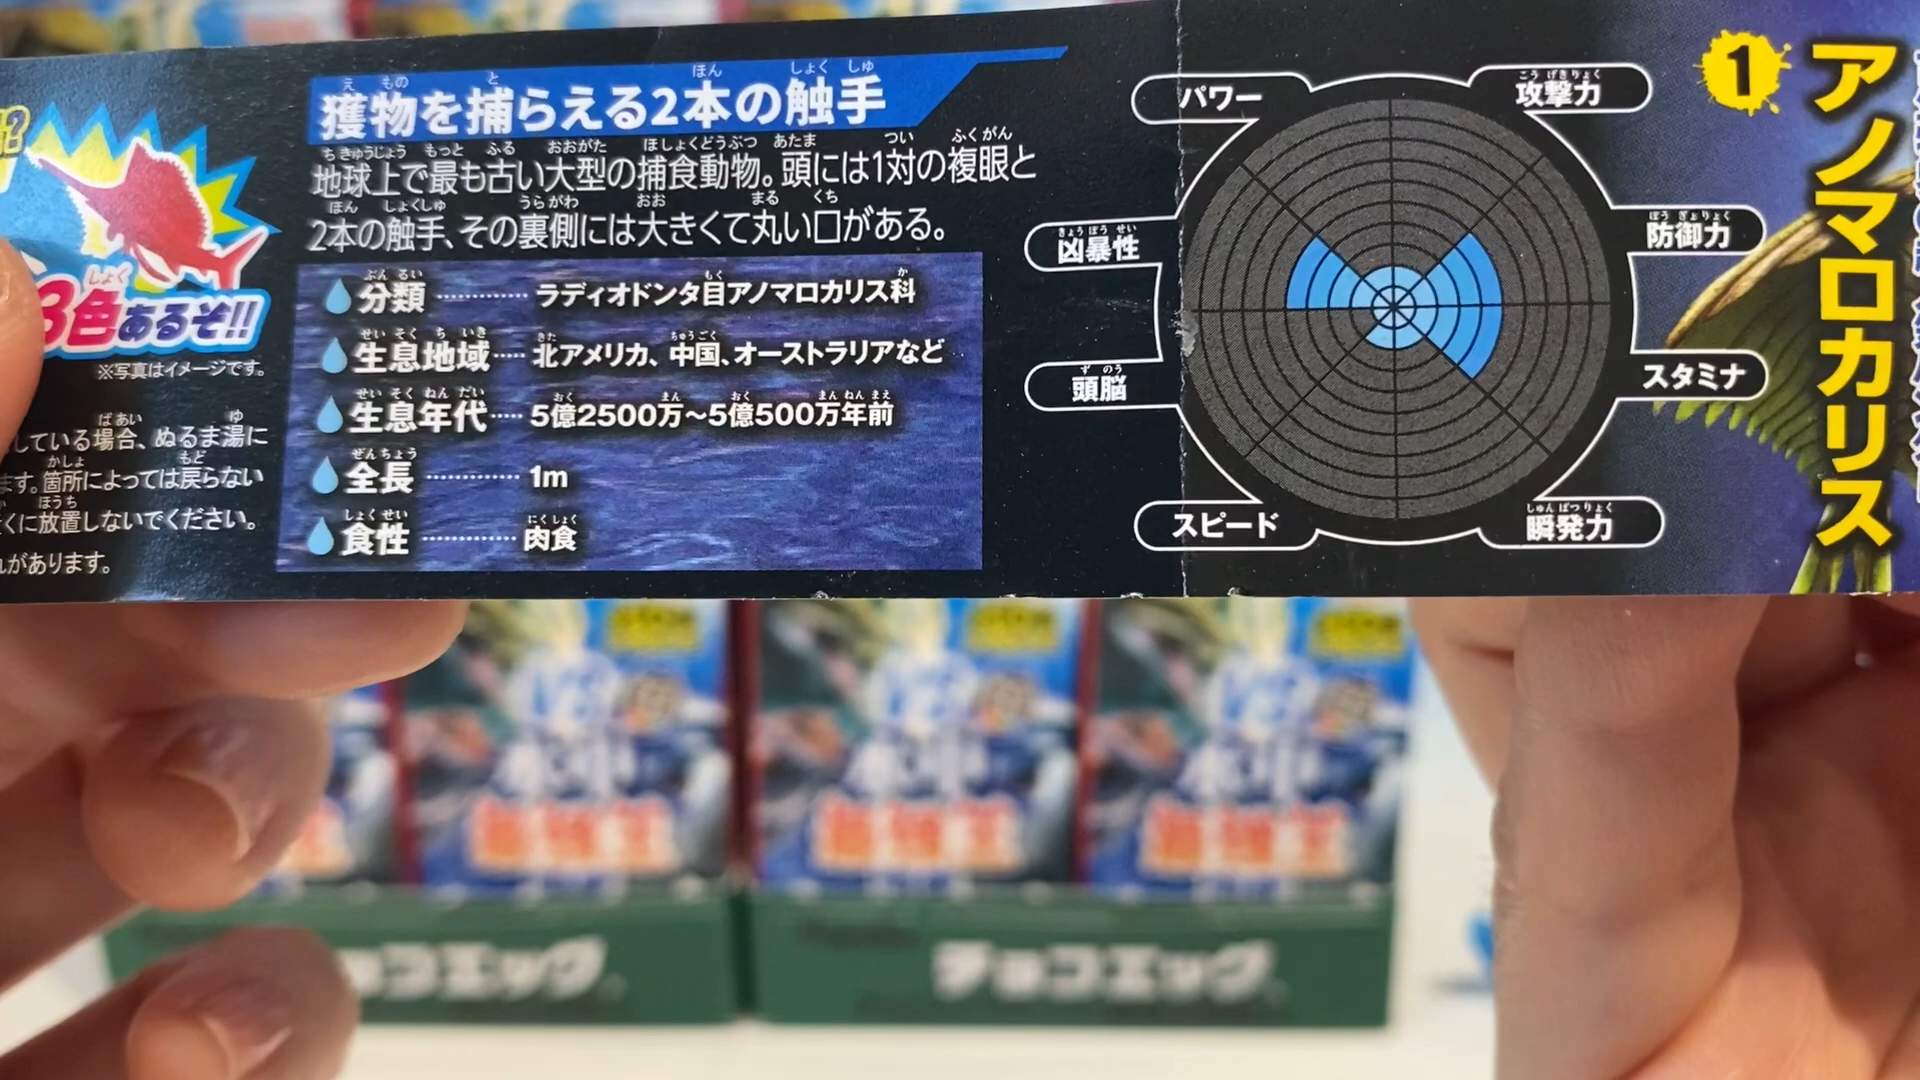 獲物を捕らえる2本の触手
地球上で最も古い大型の捕食動物。頭には1対の複眼と
2本の触手、その裏側には大きくて丸い口がある。
分類 ············ ラディオドンタ目アノマロカリス科
生息地域 ····· 北アメリカ、中国、オーストラリアなど
生息年代 ····· 5億2500万〜5億500万年前
全長 ············ 1m
食性 ············ 肉食
3色あるぞ!!
※写真はイメージです。
している場合、ぬるま湯に
ます。箇所によっては戻らない
くに放置しないでください。
があります。
パワー
攻撃力
凶暴性
防御力
頭脳
スタミナ
スピード
瞬発力
1
アノマロカリス
チョコエッグ
チョコエッグ